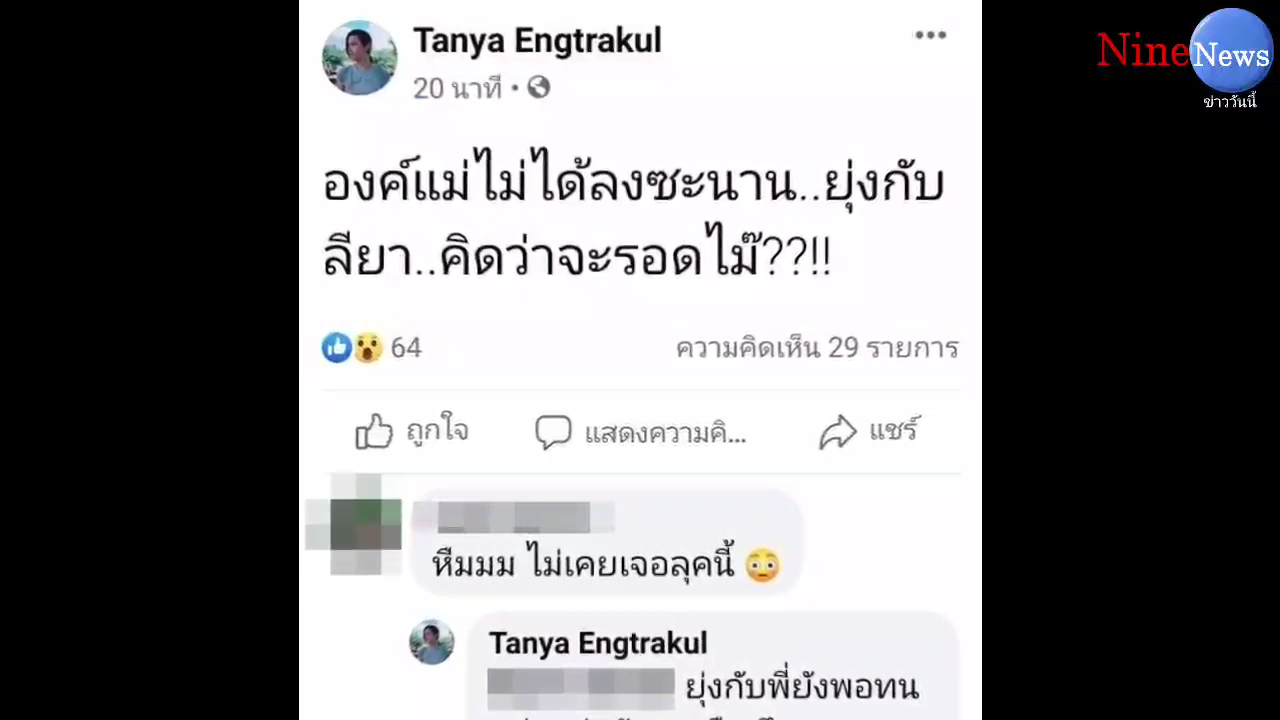 Tanya Engtrakul
20 นาที
NineNews
ข่าววันนี้
องค์แม่ไม่ได้ลงซะนาน..ยุ่งกับ
ลียา..คิดว่าจะรอดไม๊??!!
64
ความคิดเห็น 29 รายการ
ถูกใจ
แสดงความคิ...
แชร์
หืมมม ไม่เคยเจอลุคนี้ 😳
Tanya Engtrakul
ยุ่งกับพี่ยังพอทน